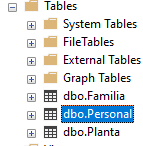 Tables
System Tables
FileTables
External Tables
Graph Tables
dbo.Familia
dbo.Personal
dbo.Planta